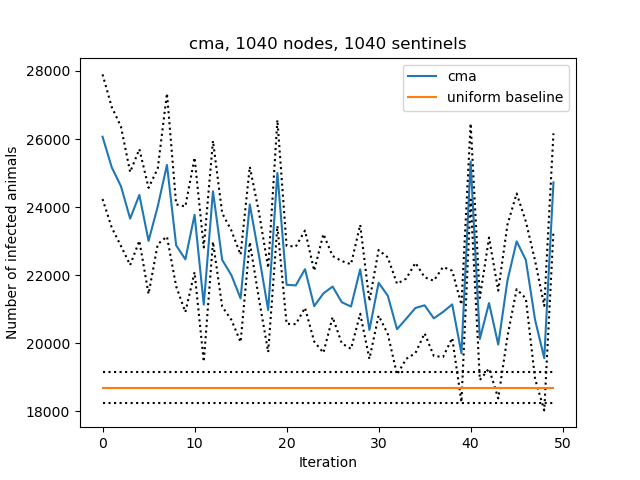 cma, 1040 nodes, 1040 sentinels
28000
26000
24000
22000
20000
18000
Number of infected animals
cma
uniform baseline
0
10
20
30
40
50
Iteration